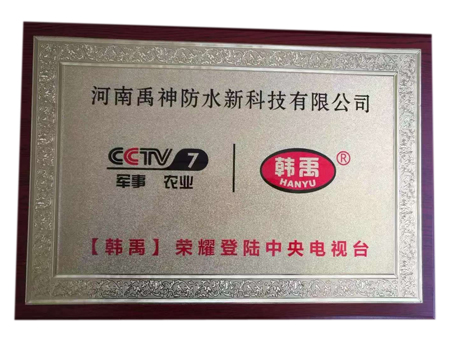 河南禹神防水新科技有限公司
CCTV 7
军事 农业
韩禹®
HANYU
【韩禹】荣耀登陆中央电视台